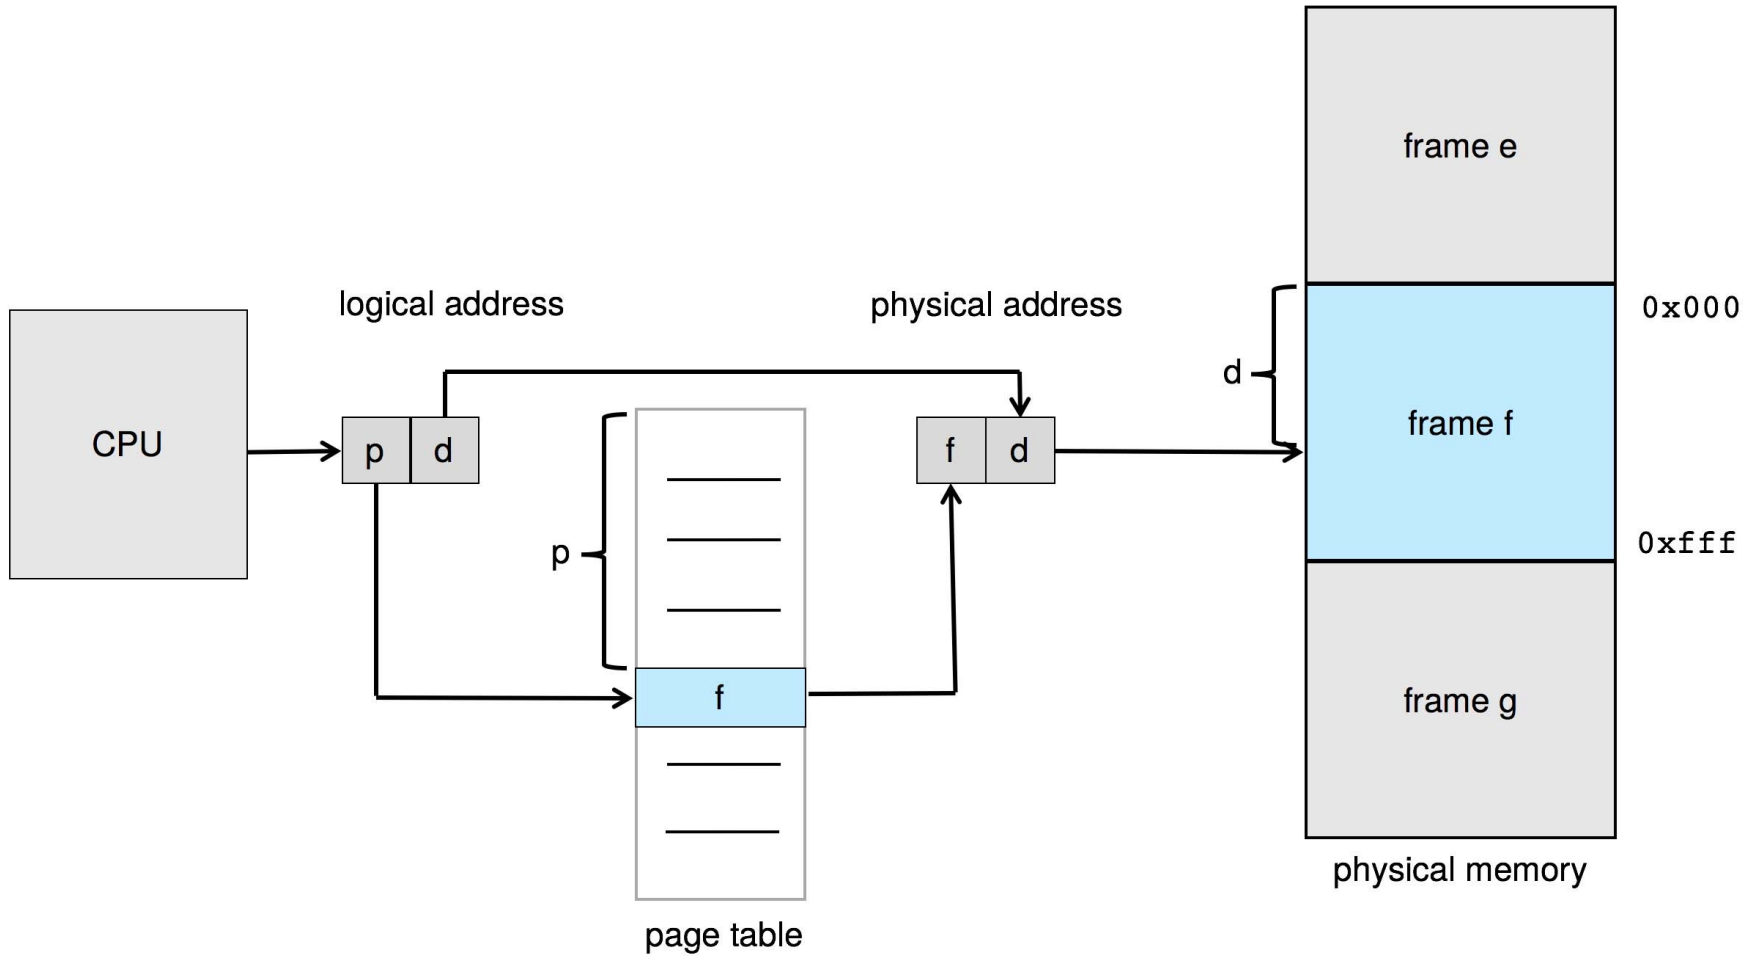 frame e
logical address
physical address
0x000
d
CPU
p d
f d
frame f
p
0xfff
f
frame g
physical memory
page table